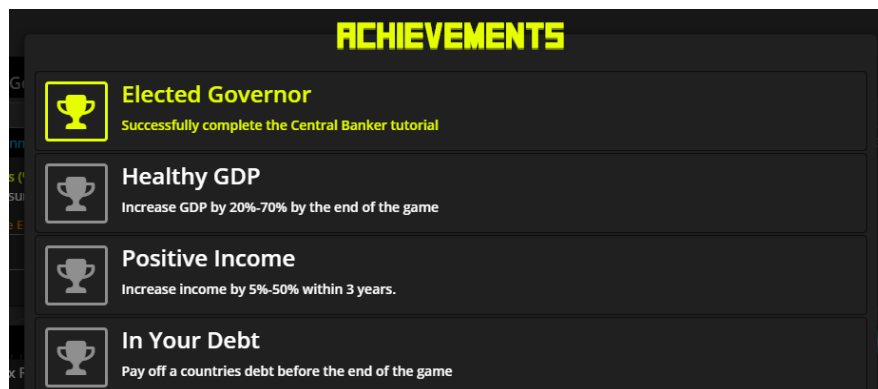 ACHIEVEMENTS
Elected Governor
Successfully complete the Central Banker tutorial
Healthy GDP
Increase GDP by 20%-70% by the end of the game
Positive Income
Increase income by 5%-50% within 3 years.
In Your Debt
Pay off a countries debt before the end of the game